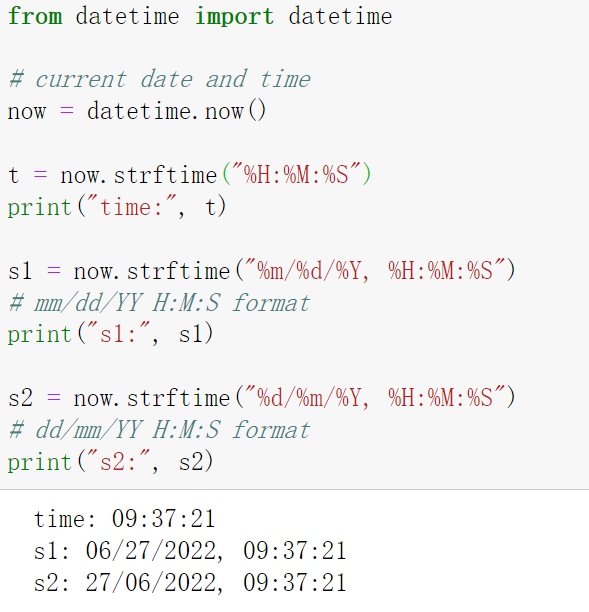 from datetime import datetime
# current date and time
now = datetime.now()
t = now.strftime("%H:%M:%S")
print("time:", t)
s1 = now.strftime("%m/%d/%Y, %H:%M:%S")
# mm/dd/YY H:M:S format
print("s1:", s1)
s2 = now.strftime("%d/%m/%Y, %H:%M:%S")
# dd/mm/YY H:M:S format
print("s2:", s2)
time: 09:37:21
s1: 06/27/2022, 09:37:21
s2: 27/06/2022, 09:37:21